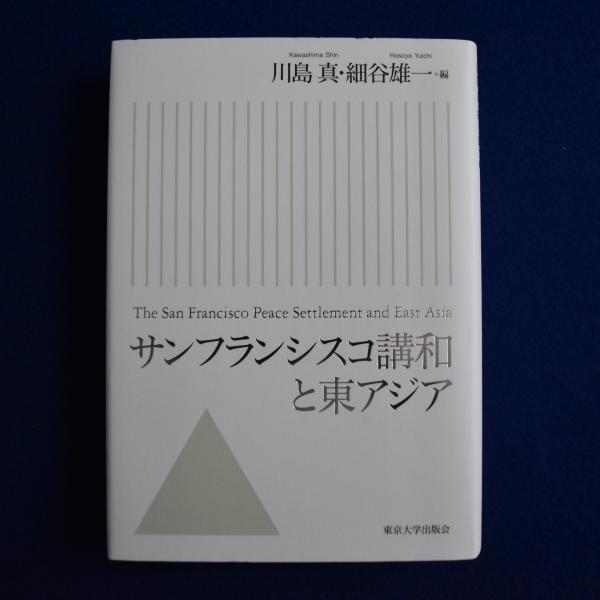 Kawashima Shin Hosoya Yuichi
川島 真・細谷雄一=編
The San Francisco Peace Settlement and East Asia
サンフランシスコ講和
と東アジア
東京大学出版会